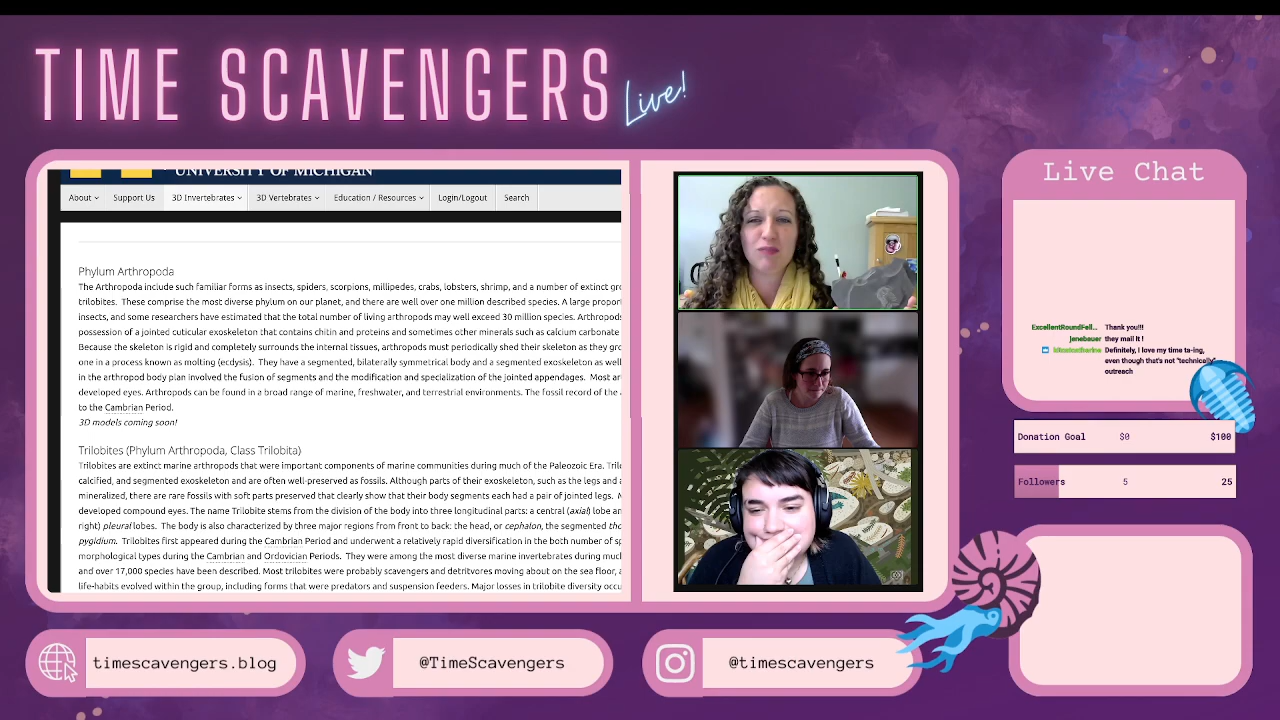 TIME SCAVENGERS
Live!
UNIVERSITY OF MICHIGAN
About
Support Us
3D Invertebrates
3D Vertebrates
Education / Resources
Login/Logout
Search
Phylum Arthropoda
The Arthropoda include such familiar forms as insects, spiders, scorpions, millipedes, crabs, lobsters, shrimp, and a number of extinct gro
trilobites. These comprise the most diverse phylum on our planet, and there are well over one million described species. A large propor
insects, and some researchers have estimated that the total number of living arthropods may well exceed 30 million species. Arthropods
possession of a jointed cuticular exoskeleton that contains chitin and proteins and sometimes other minerals such as calcium carbonate
Because the skeleton is rigid and completely surrounds the internal tissues, arthropods must periodically shed their skeleton as they gro
one in a process known as molting (ecdysis). They have a segmented, bilaterally symmetrical body and a segmented exoskeleton as well
in the arthropod body plan involved the fusion of segments and the modification and specialization of the jointed appendages. Most ar
developed eyes. Arthropods can be found in a broad range of marine, freshwater, and terrestrial environments. The fossil record of the
to the Cambrian Period.
3D models coming soon!
Trilobites (Phylum Arthropoda, Class Trilobita)
Trilobites are extinct marine arthropods that were important components of marine communities during much of the Paleozoic Era. Trilo
calcified, and segmented exoskeleton and are often well-preserved as fossils. Although parts of their exoskeleton, such as the legs and a
mineralized, there are rare fossils with soft parts preserved that clearly show that their body segments each had a pair of jointed legs.
developed compound eyes. The name Trilobite stems from the division of the body into three longitudinal parts: a central (axial) lobe an
right) pleural lobes. The body is also characterized by three major regions from front to back: the head, or cephalon, the segmented tho
pygidium. Trilobites first appeared during the Cambrian Period and underwent a relatively rapid diversification in the both number of sp
morphological types during the Cambrian and Ordovician Periods. They were among the most diverse marine invertebrates during muc
and over 17,000 species have been described. Most trilobites were probably scavengers and detritvores moving about on the sea floor, a
life-habits evolved within the group, including forms that were predators and suspension feeders. Major losses in trilobite diversity occu
Live Chat
ExcellentRoundFell... Thank you!!!
jenebauer they mail it !
Definitely, I love my time ta-ing,
even though that's not "technically"
outreach
Donation Goal $0 $100
Followers 5 25
timescavengers.blog
@TimeScavengers
@timescavengers